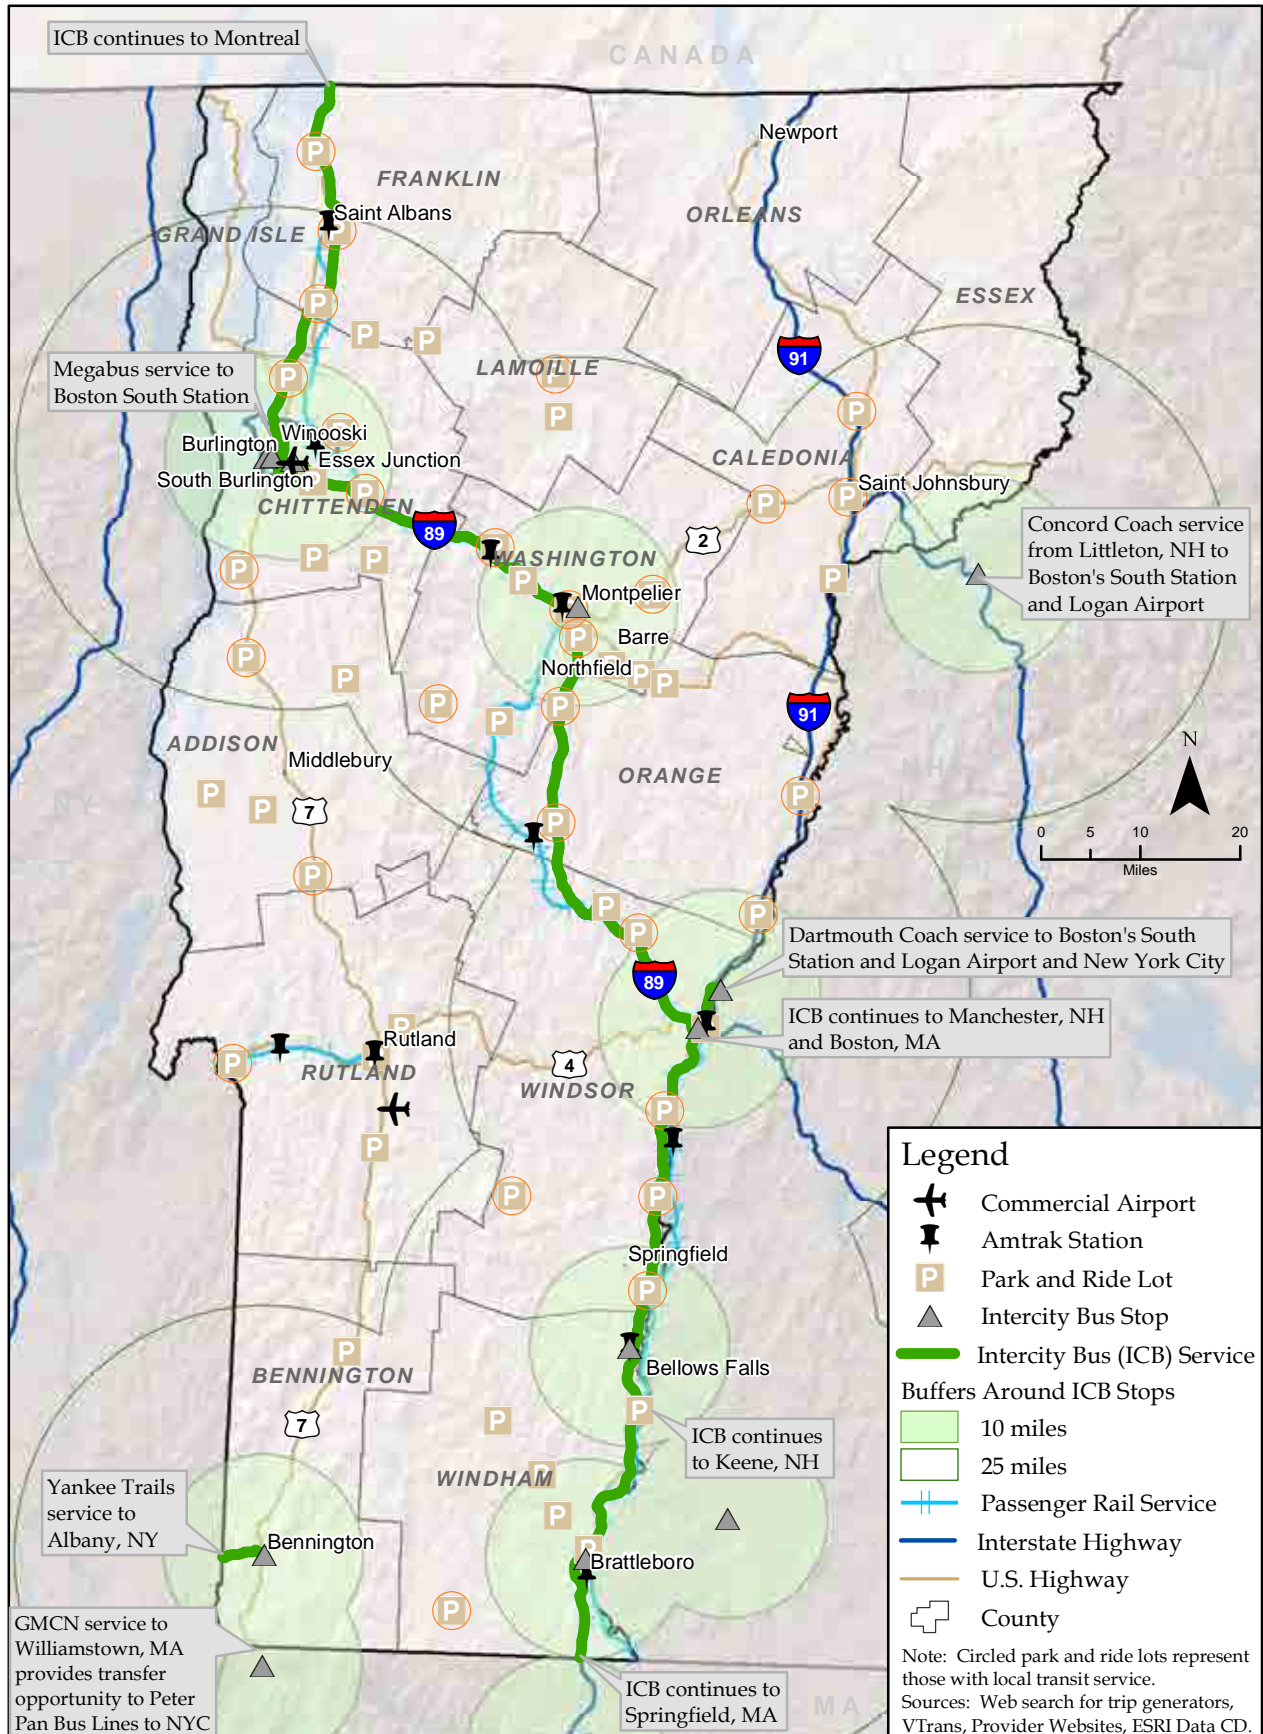 ICB continues to Montreal
CANADA
Newport
FRANKLIN
Saint Albans
ORLEANS
GRAND ISLE
ESSEX
P
P
P
P
P
91
LAMOILLE
P
P
P
P
Megabus service to
Boston South Station
P
Winooski
Burlington
Essex Junction
CALEDONIA
South Burlington
P
P
Saint Johnsbury
P
P
CHITTENDEN
89
2
WASHINGTON
P
Concord Coach service
from Littleton, NH to
Boston's South Station
and Logan Airport
P
P
P
P
P
P
Montpelier
P
P
Barre
P
P
Northfield
P
P
P
P
P
P
91
ADDISON
Middlebury
ORANGE
NH
N
NY
P
P
7
P
P
0 5 10 20
Miles
P
P
P
P
Dartmouth Coach service to Boston's South
Station and Logan Airport and New York City
89
ICB continues to Manchester, NH
and Boston, MA
P
Rutland
P
RUTLAND
4
WINDSOR
P
P
P
P
Springfield
P
P
Bellows Falls
BENNINGTON
P
7
P
ICB continues
to Keene, NH
WINDHAM
P
P
Yankee Trails
service to
Albany, NY
Bennington
P
Brattleboro
P
GMCN service to
Williamstown, MA
provides transfer
opportunity to Peter
Pan Bus Lines to NYC
ICB continues to
Springfield, MA
MA
Legend
Commercial Airport
Amtrak Station
P Park and Ride Lot
Intercity Bus Stop
Intercity Bus (ICB) Service
Buffers Around ICB Stops
10 miles
25 miles
Passenger Rail Service
Interstate Highway
U.S. Highway
County
Note: Circled park and ride lots represent
those with local transit service.
Sources: Web search for trip generators,
VTrans, Provider Websites, ESRI Data CD.